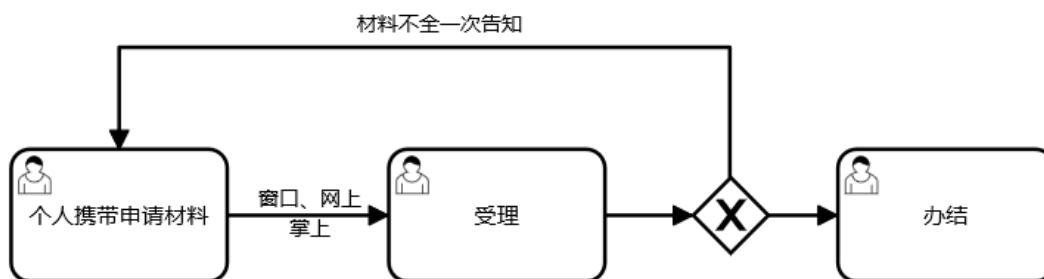 材料不全一次告知
个人携带申请材料
窗口、网上
掌上
受理
X
办结